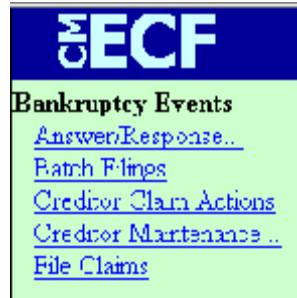 CM ECF
Bankruptcy Events
Answer/Response..
Batch Filings
Creditor Claim Actions
Creditor Maintenance ..
File Claims